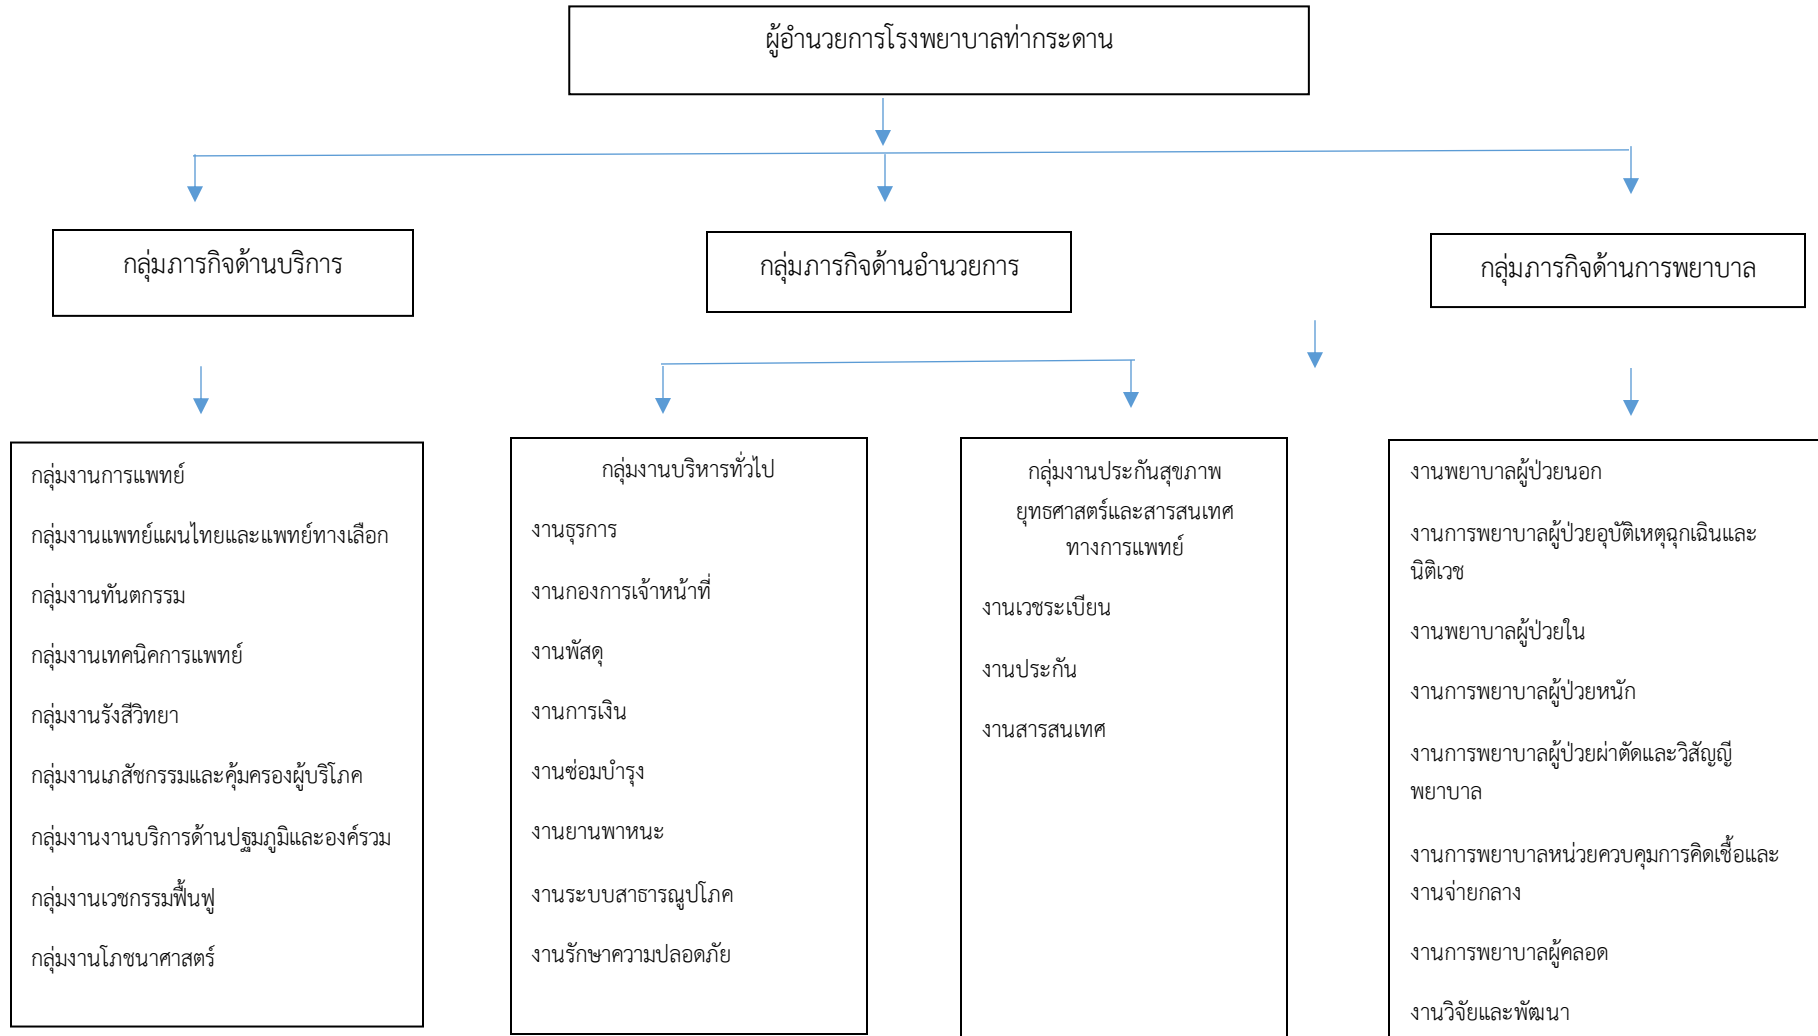 ผู้อำนวยการโรงพยาบาลท่ากระดาน
กลุ่มภารกิจด้านบริการ
กลุ่มภารกิจด้านอำนวยการ
กลุ่มภารกิจด้านการพยาบาล
กลุ่มงานการแพทย์
กลุ่มงานแพทย์แผนไทยและแพทย์ทางเลือก
กลุ่มงานทันตกรรม
กลุ่มงานเทคนิคการแพทย์
กลุ่มงานรังสีวิทยา
กลุ่มงานเภสัชกรรมและคุ้มครองผู้บริโภค
กลุ่มงานงานบริการด้านปฐมภูมิและองค์รวม
กลุ่มงานเวชกรรมฟื้นฟู
กลุ่มงานโภชนาศาสตร์
กลุ่มงานบริหารทั่วไป
งานธุรการ
งานกองการเจ้าหน้าที่
งานพัสดุ
งานการเงิน
งานซ่อมบำรุง
งานยานพาหนะ
งานระบบสาธารณูปโภค
งานรักษาความปลอดภัย
กลุ่มงานประกันสุขภาพ
ยุทธศาสตร์และสารสนเทศ
ทางการแพทย์
งานเวชระเบียน
งานประกัน
งานสารสนเทศ
งานพยาบาลผู้ป่วยนอก
งานการพยาบาลผู้ป่วยอุบัติเหตุฉุกเฉินและ
นิติเวช
งานพยาบาลผู้ป่วยใน
งานการพยาบาลผู้ป่วยหนัก
งานการพยาบาลผู้ป่วยผ่าตัดและวิสัญญี
พยาบาล
งานการพยาบาลหน่วยควบคุมการคิดเชื้อและ
งานจ่ายกลาง
งานการพยาบาลผู้คลอด
งานวิจัยและพัฒนา